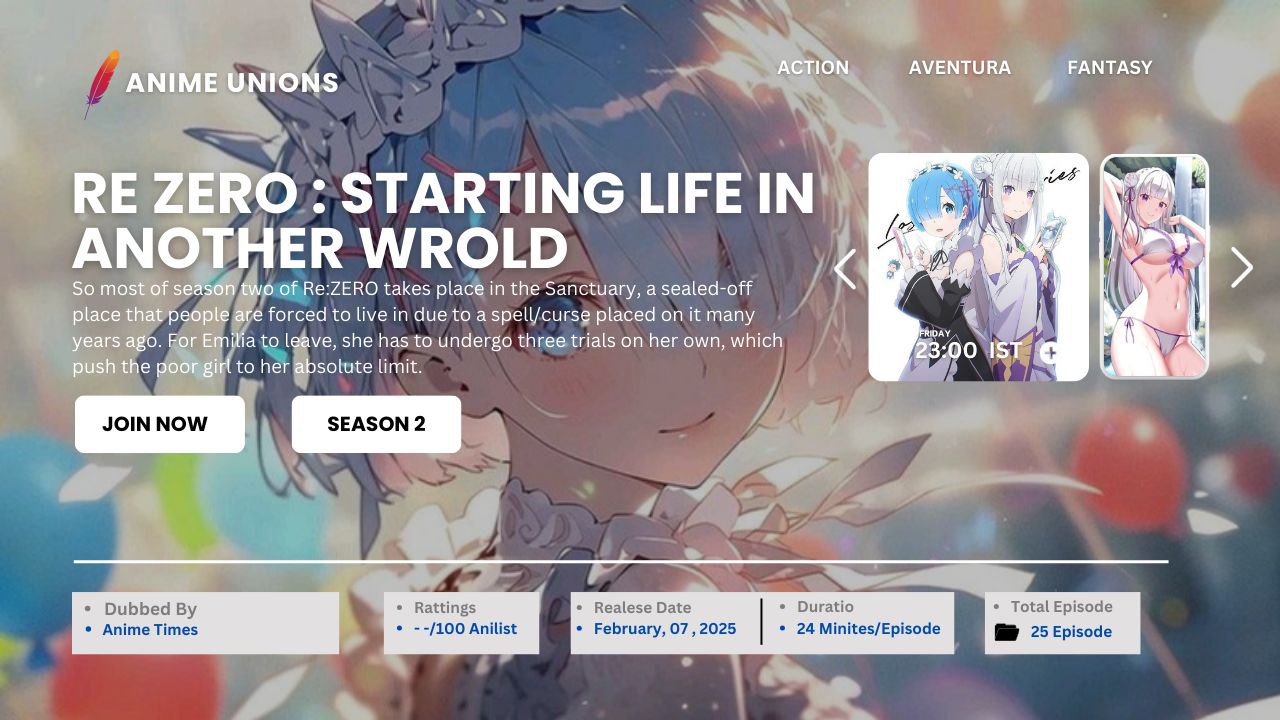 ANIME UNIONS
ACTION
AVENTURA
FANTASY
RE ZERO : STARTING LIFE IN
ANOTHER WROLD
So most of season two of Re:ZERO takes place in the Sanctuary, a sealed-off
place that people are forced to live in due to a spell/curse placed on it many
years ago. For Emilia to leave, she has to undergo three trials on her own, which
push the poor girl to her absolute limit.
JOIN NOW
SEASON 2
FRIDAY
23:00 IST
• Dubbed By
• Anime Times
• Rattings
• - -/100 Anilist
• Realese Date
• February, 07 , 2025
• Duratio
• 24 Minites/Episode
• Total Episode
25 Episode